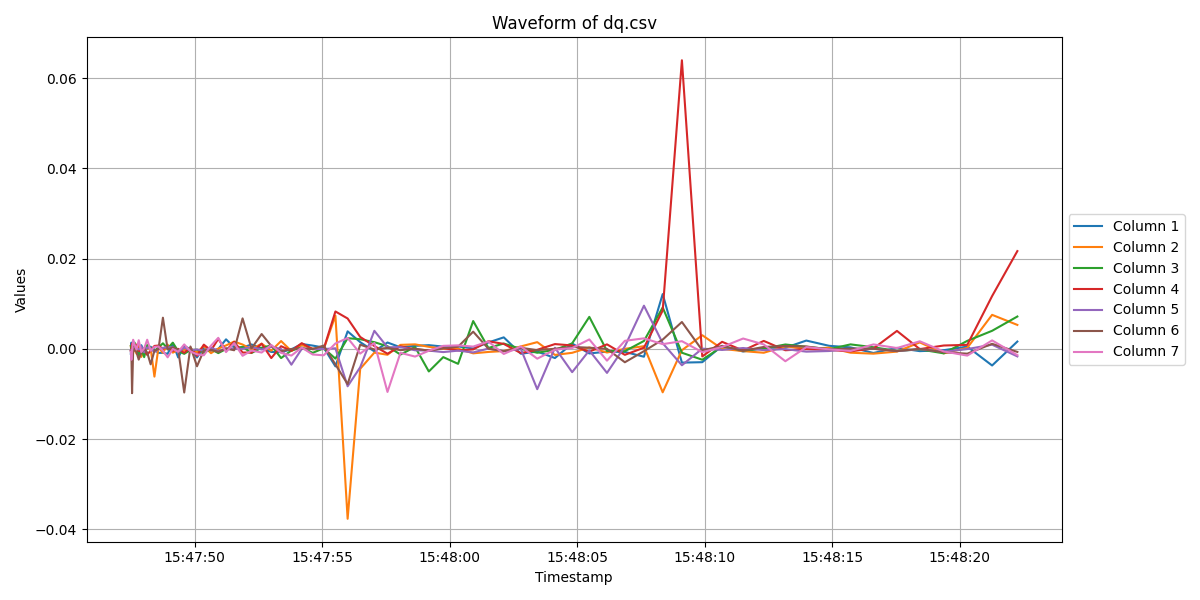 Waveform of dq.csv
Values
0.06
0.04
0.02
0.00
−0.02
−0.04
15:47:50 15:47:55 15:48:00 15:48:05 15:48:10 15:48:15 15:48:20
Timestamp
Column 1
Column 2
Column 3
Column 4
Column 5
Column 6
Column 7